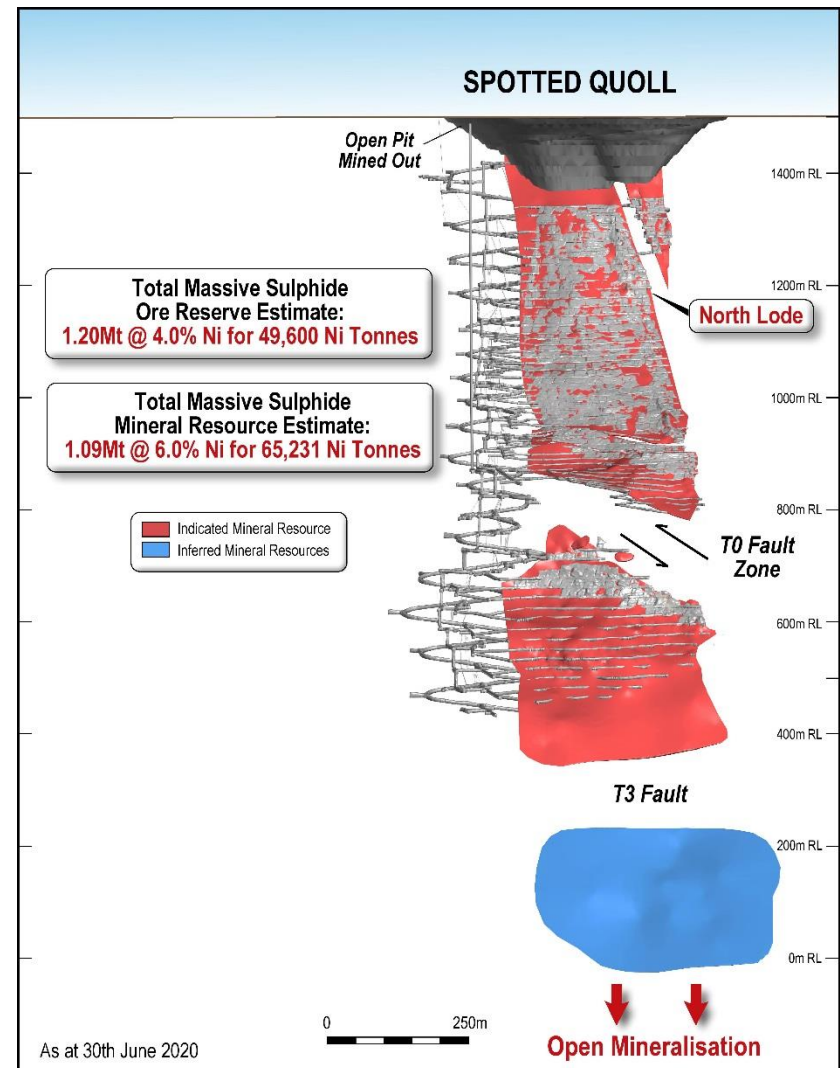 SPOTTED QUOLL
Open Pit
Mined Out
1400m RL
Total Massive Sulphide
Ore Reserve Estimate:
1.20Mt @ 4.0% Ni for 49,600 Ni Tonnes
1200m RL
North Lode
Total Massive Sulphide
Mineral Resource Estimate:
1.09Mt @ 6.0% Ni for 65,231 Ni Tonnes
1000m RL
Indicated Mineral Resource
Inferred Mineral Resources
800m RL
T0 Fault
Zone
600m RL
400m RL
T3 Fault
200m RL
0m RL
0 250m
Open Mineralisation
As at 30th June 2020